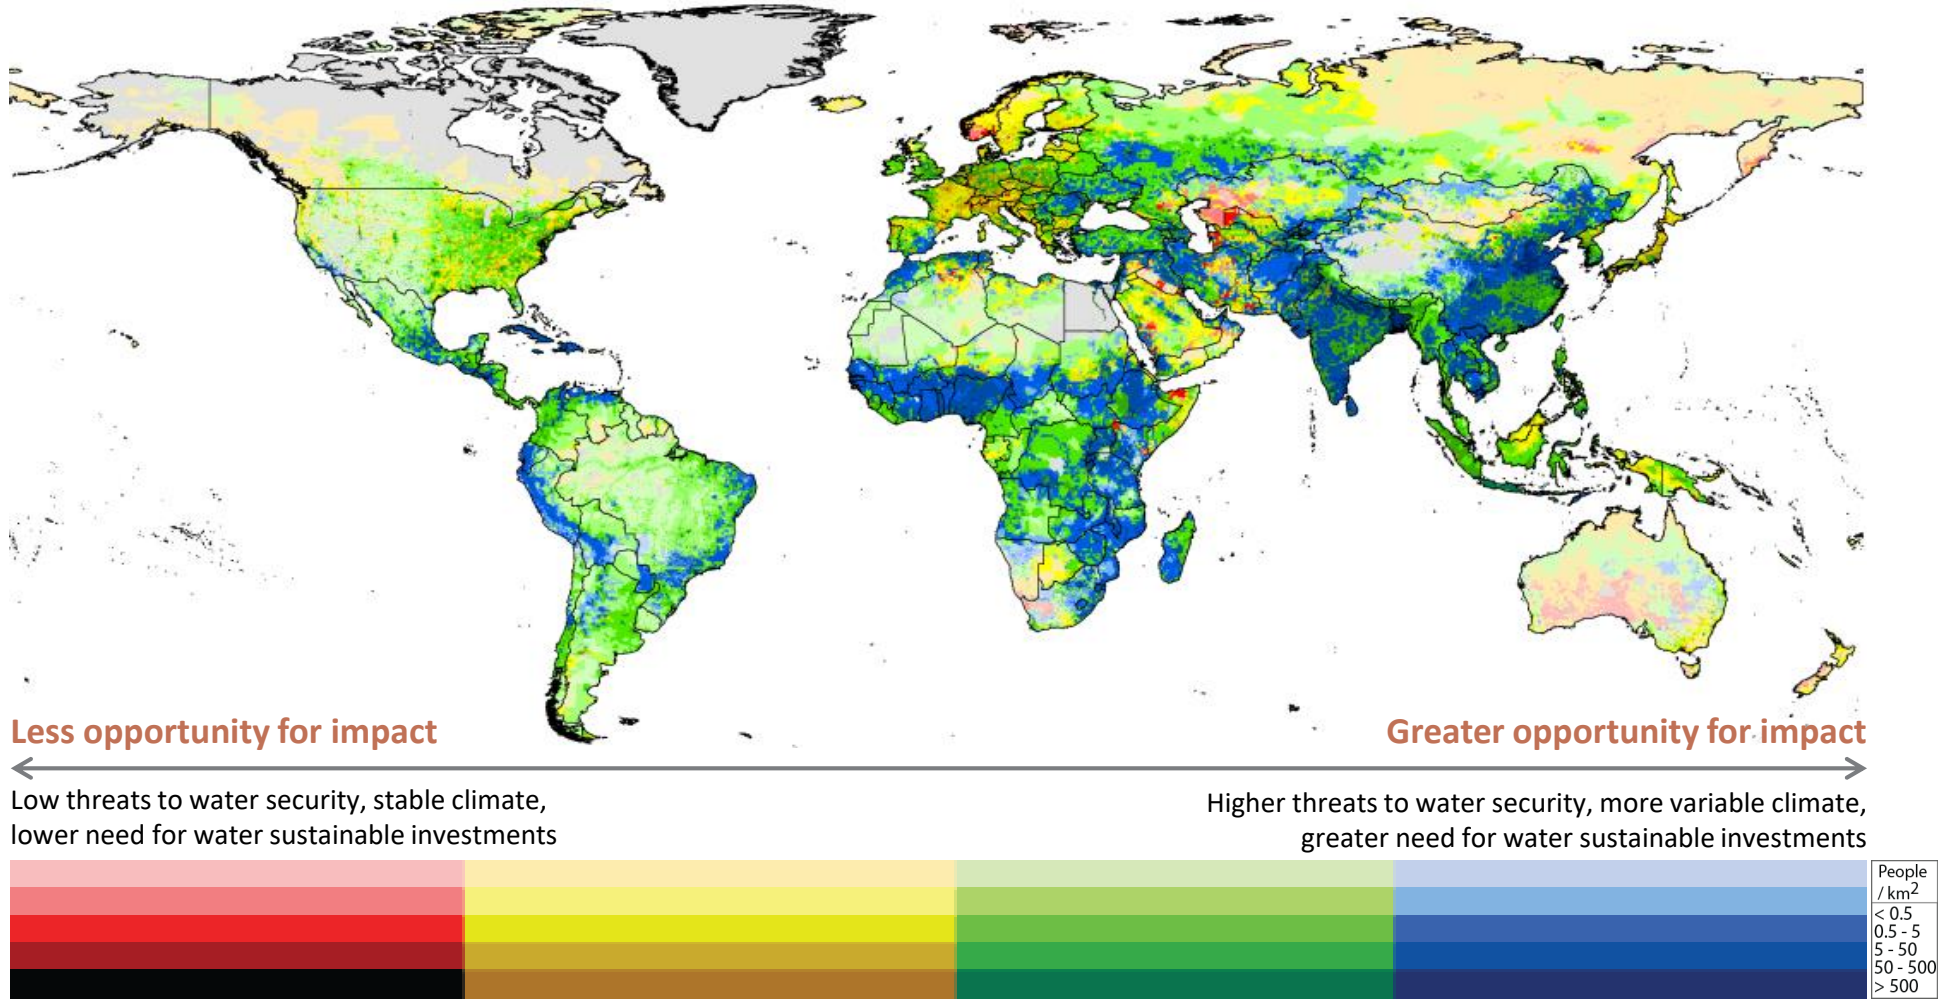 Less opportunity for impact
Greater opportunity for impact
Low threats to water security, stable climate,
lower need for water sustainable investments
Higher threats to water security, more variable climate,
greater need for water sustainable investments
People
/ km2
< 0.5
0.5 - 5
5 - 50
50 - 500
> 500